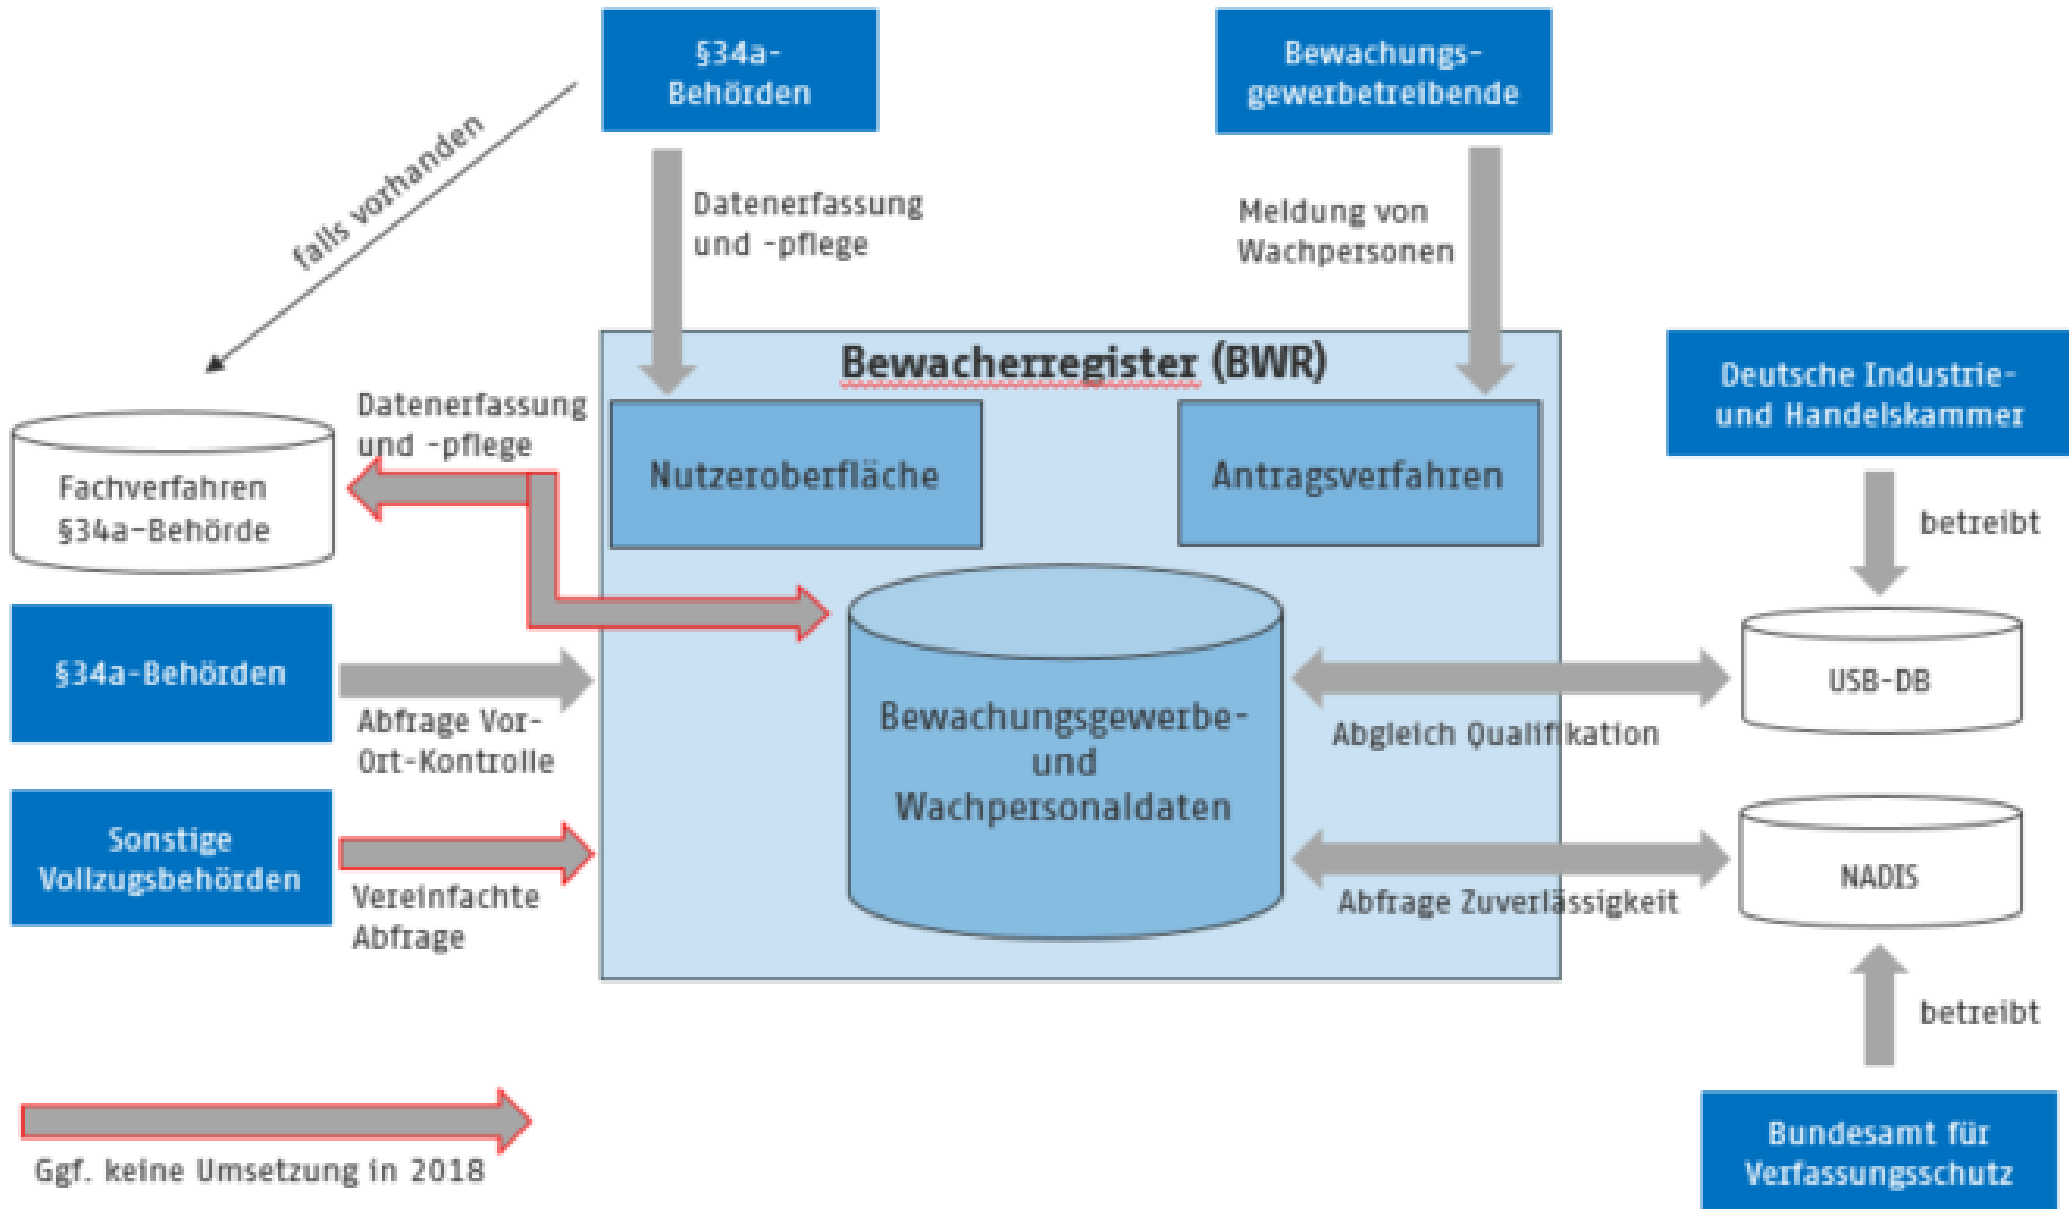 §34a-
Behörden
Bewachungs-
gewerbetreibende
falls vorhanden
Datenerfassung
und -pflege
Meldung von
Wachpersonen
Bewacherregister (BWR)
Deutsche Industrie-
und Handelskammer
Datenerfassung
und -pflege
Nutzeroberfläche
Antragsverfahren
Fachverfahren
§34a-Behörde
betreibt
§34a-Behörden
Abfrage Vor-
Ort-Kontrolle
Bewachungsgewerbe-
und
Wachpersonaldaten
USB-DB
Abgleich Qualifikation
Sonstige
Vollzugsbehörden
Vereinfachte
Abfrage
NADIS
Abfrage Zuverlässigkeit
betreibt
Ggf. keine Umsetzung in 2018
Bundesamt für
Verfassungsschutz